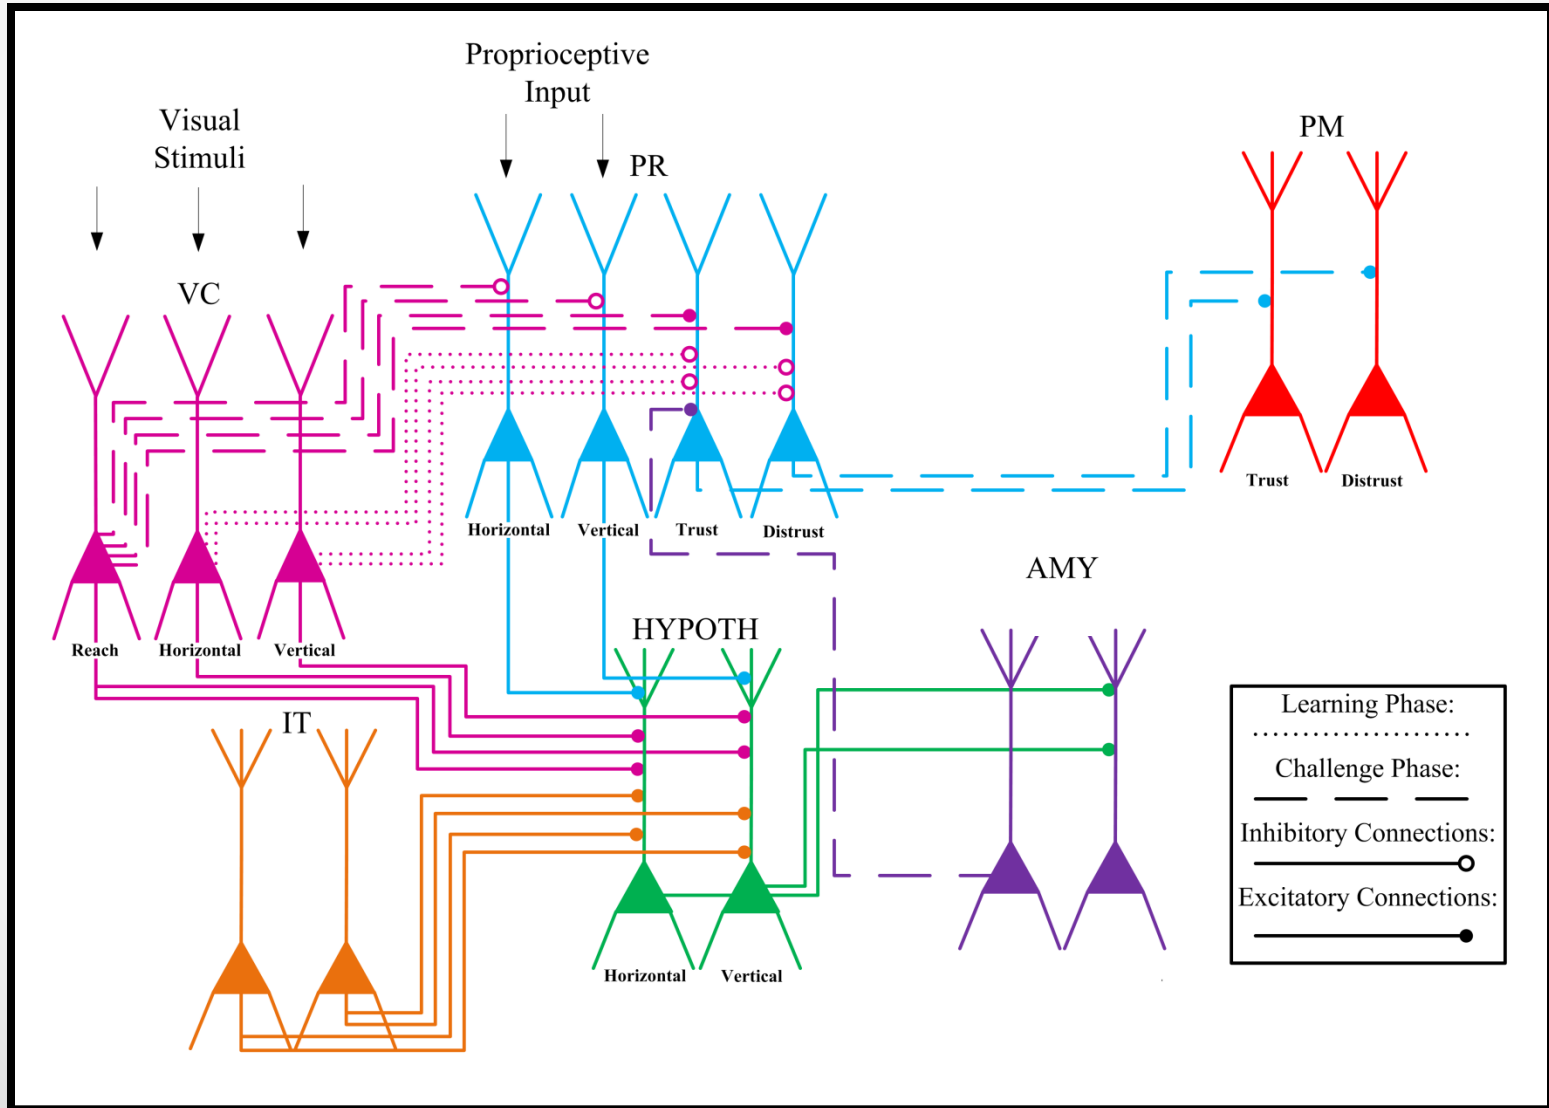 Proprioceptive
Input
Visual
Stimuli
PM
PR
VC
Trust
Distrust
Horizontal
Vertical
Trust
Distrust
AMY
HYPOTH
Reach
Horizontal
Vertical
IT
Learning Phase:
Challenge Phase:
Inhibitory Connections:
Excitatory Connections:
Horizontal
Vertical